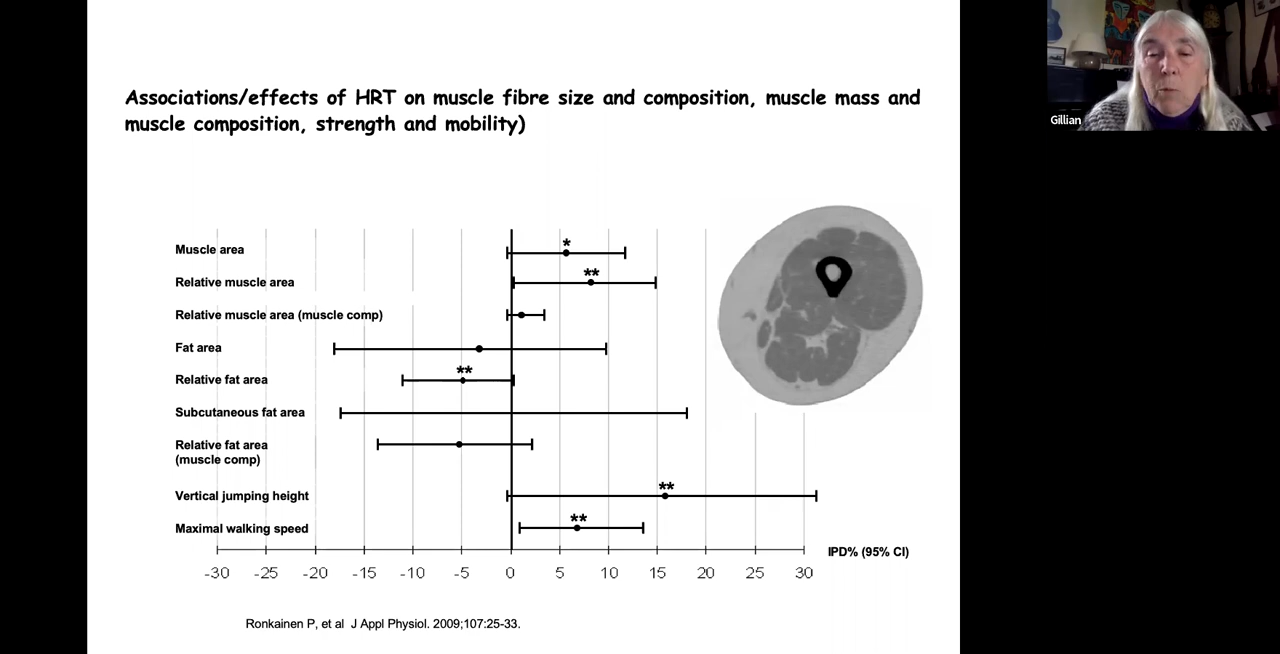 Associations/effects of HRT on muscle fibre size and composition, muscle mass and
muscle composition, strength and mobility)
Gillian
*
Muscle area
**
Relative muscle area
Relative muscle area (muscle comp)
Fat area
**
Relative fat area
Subcutaneous fat area
Relative fat area
(muscle comp)
**
Vertical jumping height
**
Maximal walking speed
IPD% (95% CI)
-30 -25 -20 -15 -10 -5 0 5 10 15 20 25 30
Ronkainen P, et al J Appl Physiol. 2009;107:25-33.